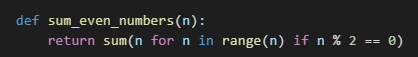 def sum_even_numbers(n):
    return sum(n for n in range(n) if n % 2 == 0)